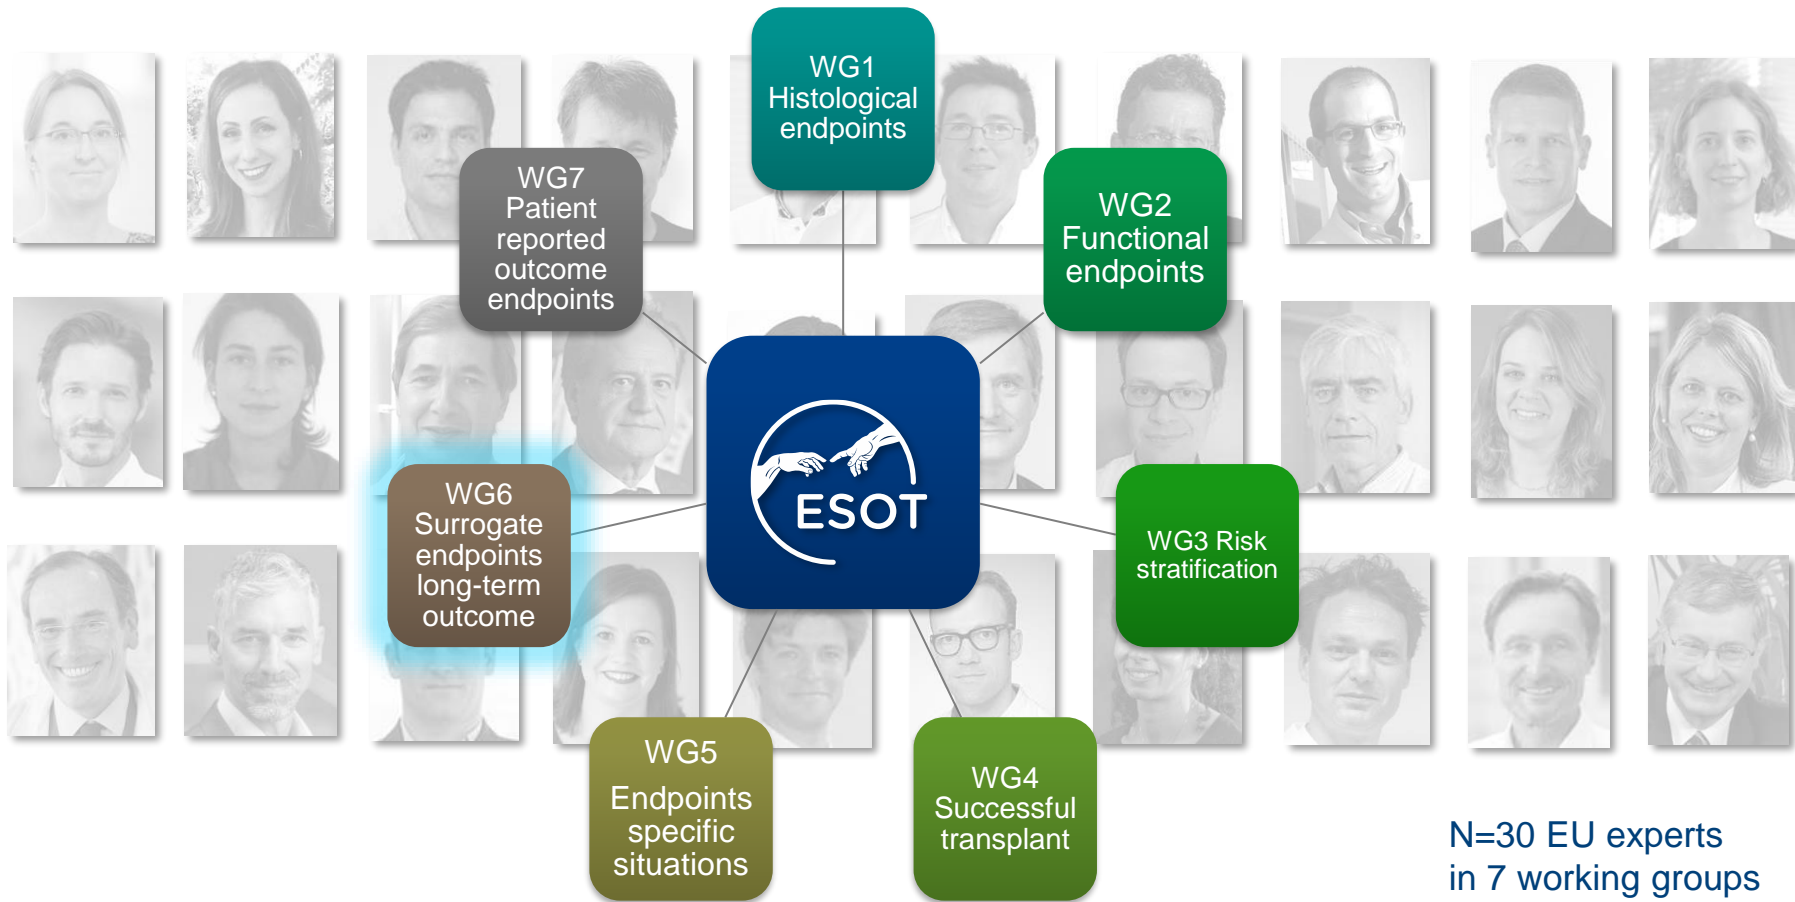 WG1
Histological
endpoints
WG2
Functional
endpoints
WG3 Risk
stratification
WG4
Successful
transplant
WG5
Endpoints
specific
situations
WG6
Surrogate
endpoints
long-term
outcome
WG7
Patient
reported
outcome
endpoints
ESOT
N=30 EU experts
in 7 working groups